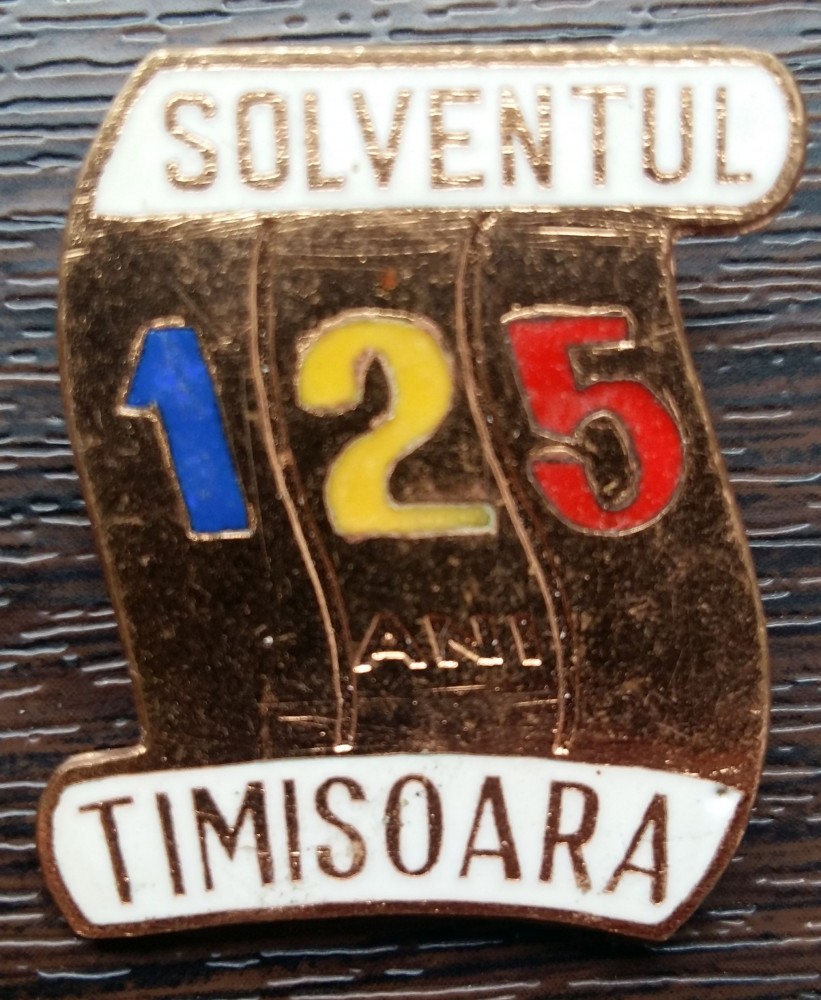 SOLVENTUL
125
ANI
TIMISOARA